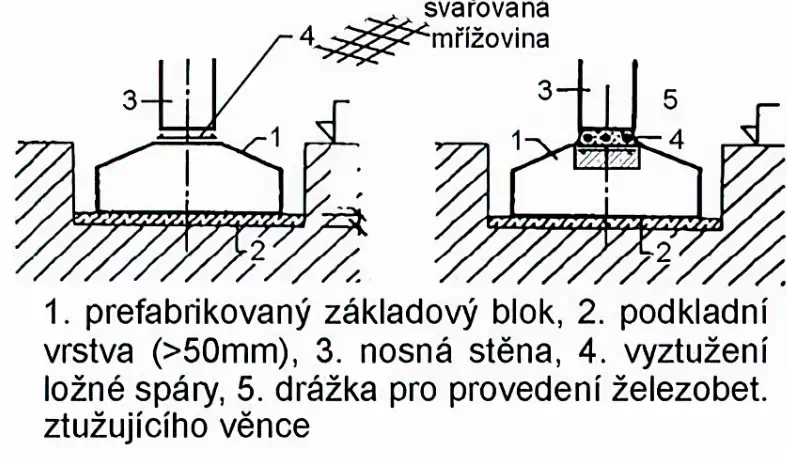 svařovaná
mřížovina
4
3
1
2
3
5
1
4
2
1. prefabrikovaný základový blok, 2. podkladní
vrstva (>50mm), 3. nosná stěna, 4. vyztužení
ložné spáry, 5. drážka pro provedení železobet.
ztužujícího věnce